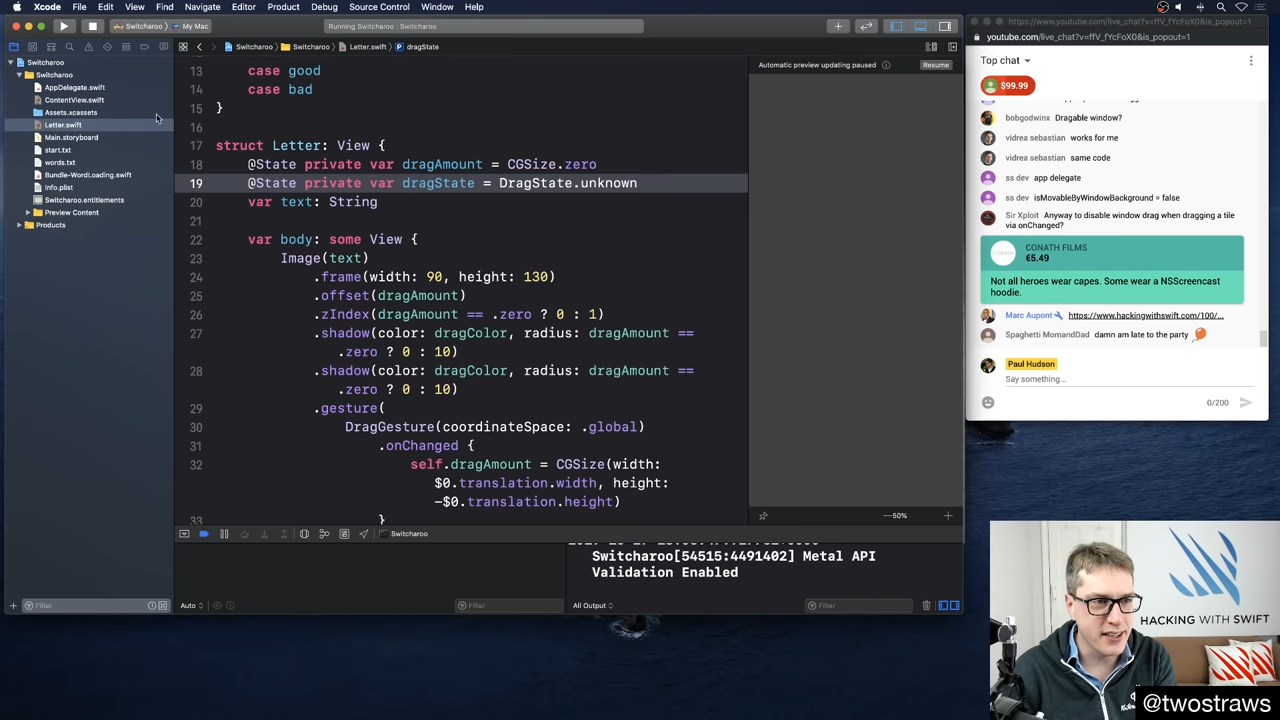 Xcode File Edit View Find Navigate Editor Product Debug Source Control Window Help
Switcharoo My Mac
Running Switcharoo
https://www.youtube.com/live_chat?v=ffV_fYcFoX0&is_popout=1
youtube.com/live_chat?v=ffV_fYcFoX0&is_popout=1
Switcharoo Switcharoo Letter.swift P dragState
Switcharoo
Switcharoo
AppDelegate.swift
ContentView.swift
Assets.xcassets
Letter.swift
Main.storyboard
start.txt
words.txt
Bundle-WordLoading.swift
Info.plist
Switcharoo.entitlements
Preview Content
Products
13 case good
14 case bad
15 }
16
17 struct Letter: View {
18 @State private var dragAmount = CGSize.zero
19 @State private var dragState = DragState.unknown
20 var text: String
21
22 var body: some View {
23 Image(text)
24 .frame(width: 90, height: 130)
25 .offset(dragAmount)
26 .zIndex(dragAmount == .zero ? 0 : 1)
27 .shadow(color: dragColor, radius: dragAmount ==
.zero ? 0 : 10)
28 .shadow(color: dragColor, radius: dragAmount ==
.zero ? 0 : 10)
29 .gesture(
30 DragGesture(coordinateSpace: .global)
31 .onChanged {
32 self.dragAmount = CGSize(width:
$0.translation.width, height:
-$0.translation.height)
33 }
Automatic preview updating paused Resume
50%
Switcharoo
Switcharoo[54515:4491402] Metal API
Validation Enabled
Filter
Auto
Filter
All Output
Filter
Top chat
$99.99
bobgodwinx Dragable window?
vidrea sebastian works for me
vidrea sebastian same code
ss dev app delegate
ss dev isMovableByWindowBackground = false
Sir Xploit Anyway to disable window drag when dragging a tile
via onChanged?
CONATH FILMS
€5.49
Not all heroes wear capes. Some wear a NSScreencast
hoodie.
Marc Aupont https://www.hackingwithswift.com/100/...
Spaghetti MomandDad damn am late to the party
Paul Hudson
Say something...
0/200
HACKING WITH SWIFT
@twostraws